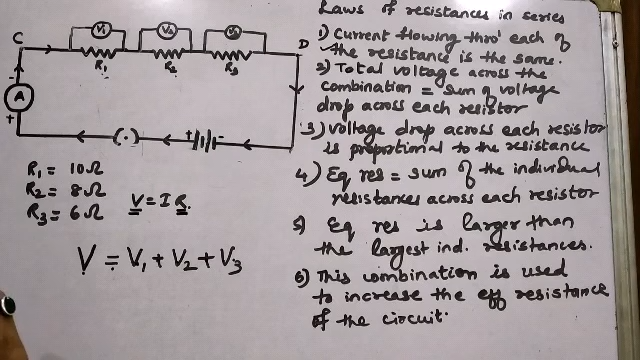 Laws of resistances in series
V1 V2 V3
C D
R1 R2 R3
1) Current flowing thro' each of
the resistance is the same.
2) Total voltage across the
combination = sum of voltage
drop across each resistor
3) Voltage drop across each resistor
is proportional to the resistance
4) Eq res = sum of the individual
resistances across each resistor
5) Eq res is larger than
the largest ind. resistances.
6) This combination is used
to increase the eff resistance
of the circuit.
- A +
+ -
(·)
R1 = 10Ω
R2 = 8Ω
R3 = 6Ω
V = I R.
V = V1 + V2 + V3